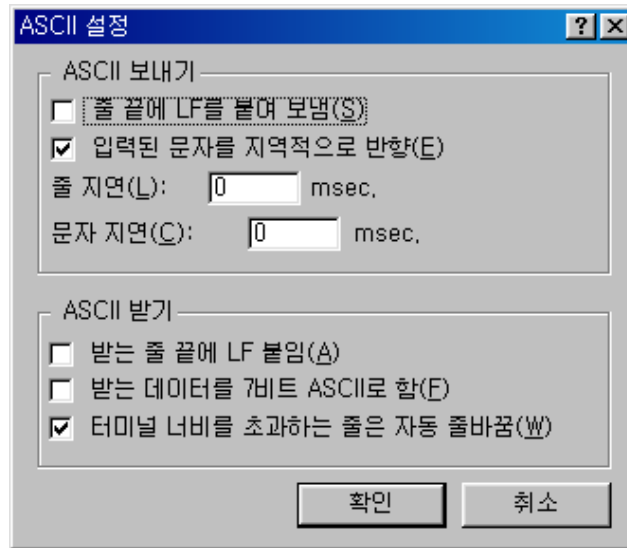 ASCII 설정
ASCII 보내기
줄 끝에 LF를 붙여 보냄(S)
입력된 문자를 지역적으로 반향(E)
줄 지연(L): 0 msec.
문자 지연(C): 0 msec.
ASCII 받기
받는 줄 끝에 LF 붙임(A)
받는 데이터를 7비트 ASCII로 함(F)
터미널 너비를 초과하는 줄은 자동 줄바꿈(W)
확인 취소